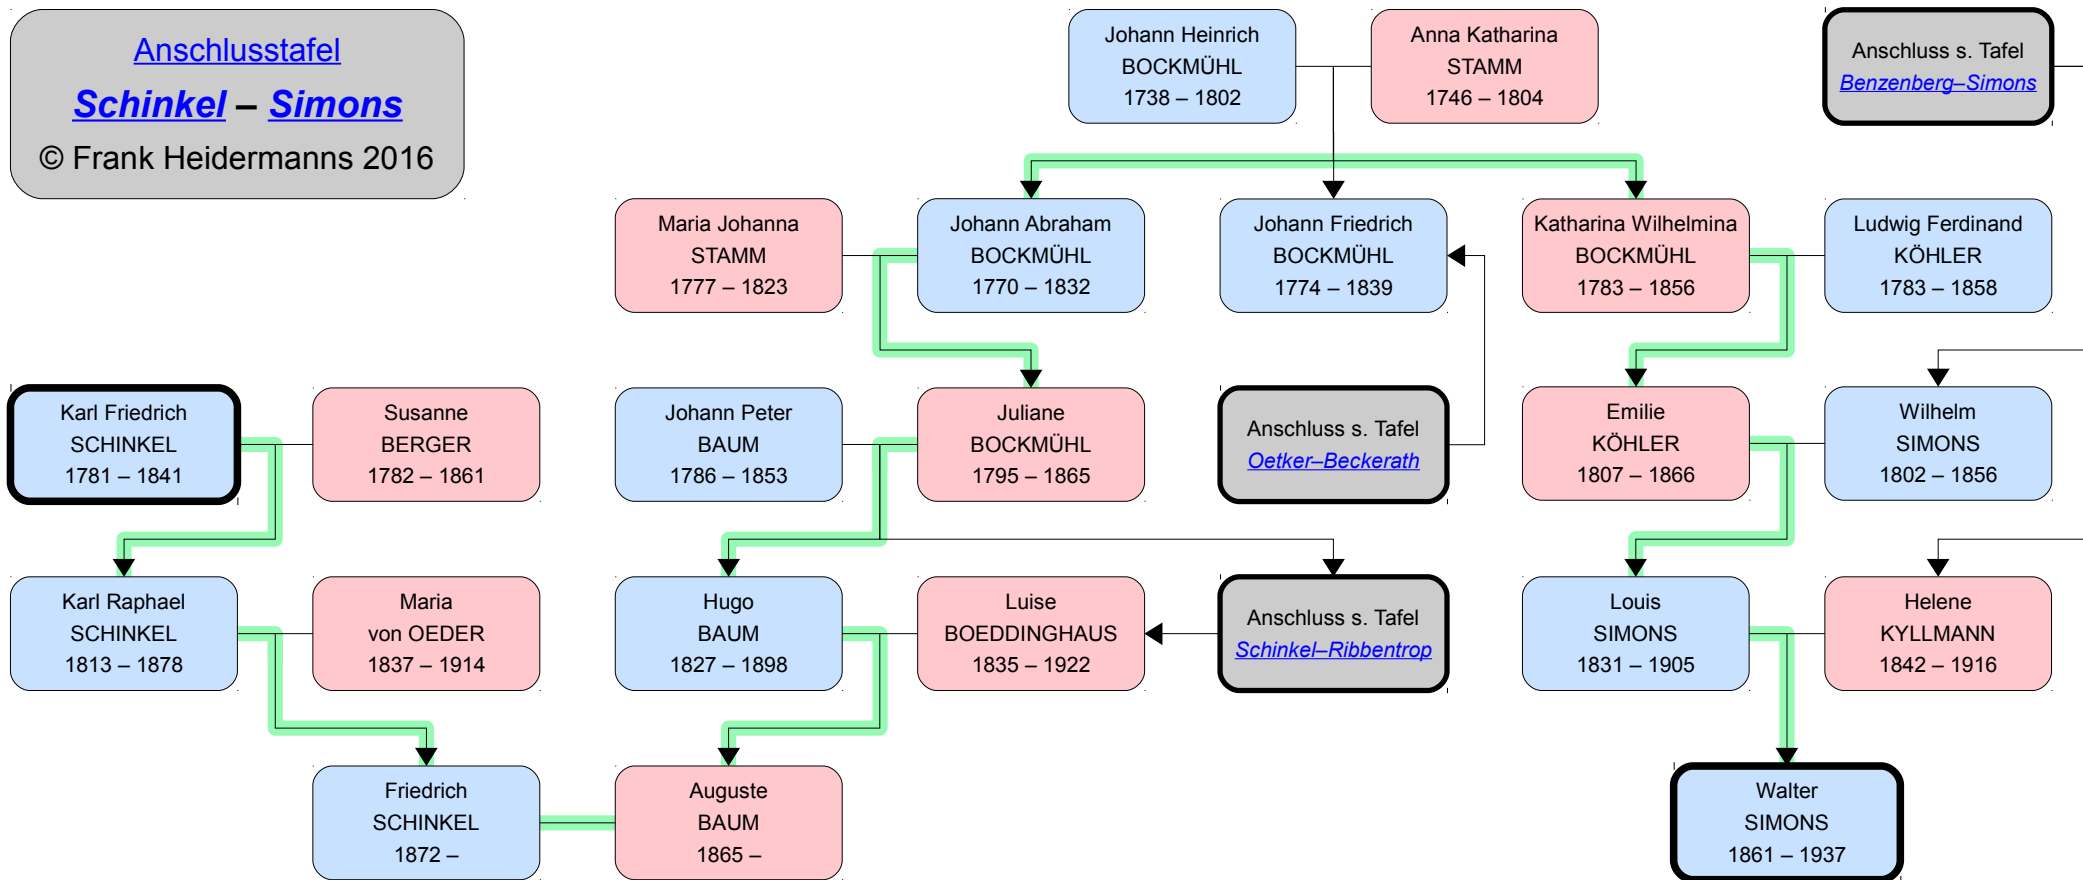 Anschlusstafel
Schinkel – Simons
© Frank Heidermanns 2016
Johann Heinrich
BOCKMÜHL
1738 – 1802
Anna Katharina
STAMM
1746 – 1804
Anschluss s. Tafel
Benzenberg–Simons
Maria Johanna
STAMM
1777 – 1823
Johann Abraham
BOCKMÜHL
1770 – 1832
Johann Friedrich
BOCKMÜHL
1774 – 1839
Katharina Wilhelmina
BOCKMÜHL
1783 – 1856
Ludwig Ferdinand
KÖHLER
1783 – 1858
Karl Friedrich
SCHINKEL
1781 – 1841
Susanne
BERGER
1782 – 1861
Johann Peter
BAUM
1786 – 1853
Juliane
BOCKMÜHL
1795 – 1865
Anschluss s. Tafel
Oetker–Beckerath
Emilie
KÖHLER
1807 – 1866
Wilhelm
SIMONS
1802 – 1856
Karl Raphael
SCHINKEL
1813 – 1878
Maria
von OEDER
1837 – 1914
Hugo
BAUM
1827 – 1898
Luise
BOEDDINGHAUS
1835 – 1922
Anschluss s. Tafel
Schinkel–Ribbentrop
Louis
SIMONS
1831 – 1905
Helene
KYLLMANN
1842 – 1916
Friedrich
SCHINKEL
1872 –
Auguste
BAUM
1865 –
Walter
SIMONS
1861 – 1937